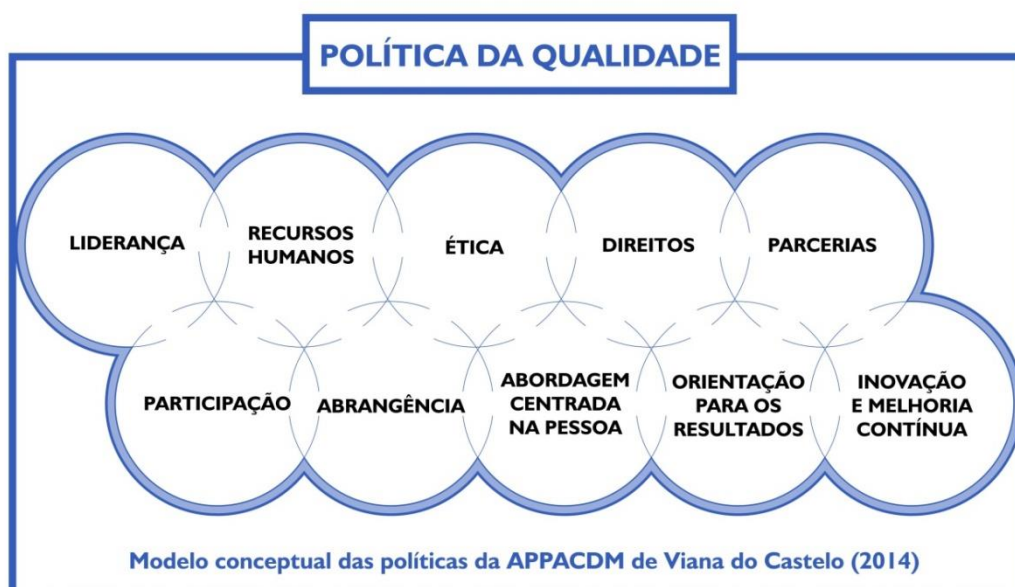 POLÍTICA DA QUALIDADE
LIDERANÇA
RECURSOS
HUMANOS
ÉTICA
DIREITOS
PARCERIAS
PARTICIPAÇÃO
ABRANGÊNCIA
ABORDAGEM
CENTRADA
NA PESSOA
ORIENTAÇÃO
PARA OS
RESULTADOS
INOVAÇÃO
E MELHORIA
CONTÍNUA
Modelo conceptual das políticas da APPACDM de Viana do Castelo (2014)